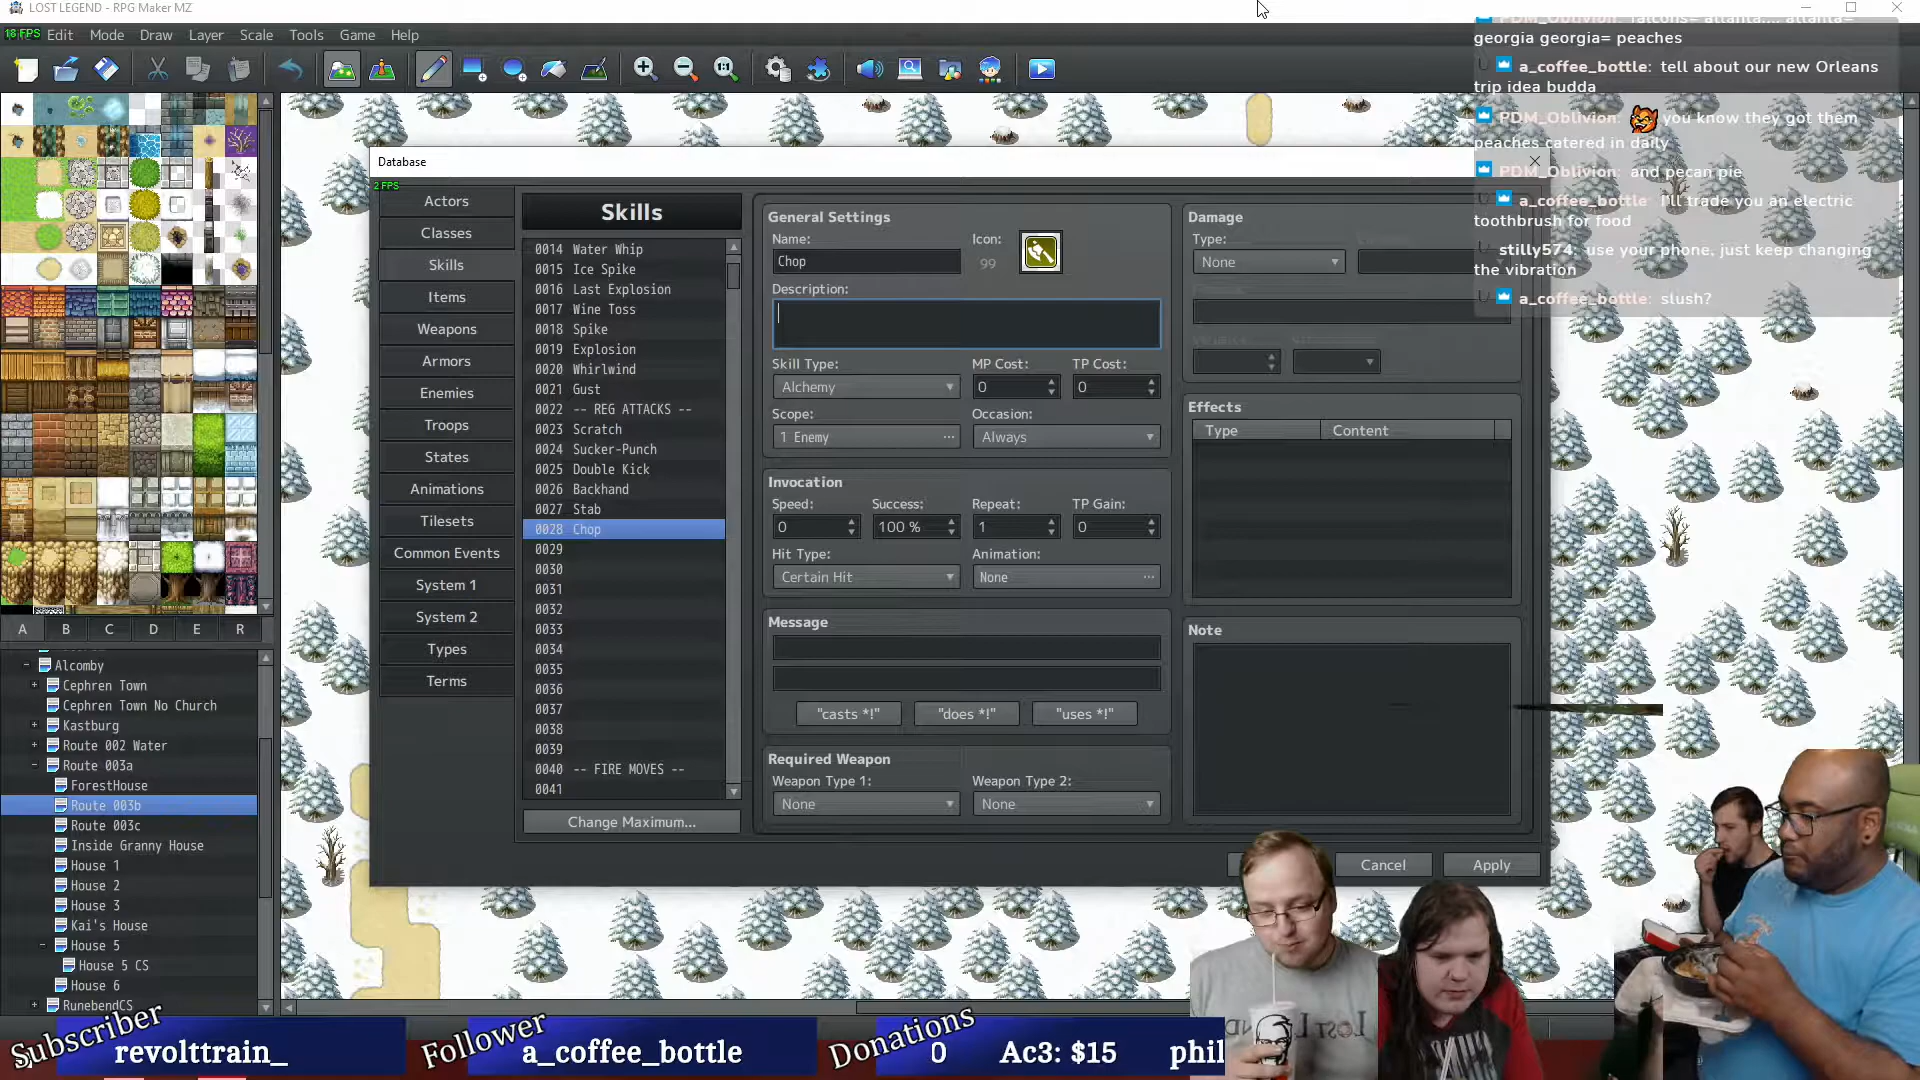 LOST LEGEND - RPG Maker MZ
18 FPS
Edit
Mode
Draw
Layer
Scale
Tools
Game
Help
georgia georgia= peaches
a_coffee_bottle: tell about our new Orleans
trip idea budda
PDM_Oblivion: you know they got them
peaches catered in daily
PDM_Oblivion: and pecan pie
a_coffee_bottle: I'll trade you an electric
toothbrush for food
stilly574: use your phone, just keep changing
the vibration
a_coffee_bottle: slush?
Database
2 FPS
Actors
Classes
Skills
Items
Weapons
Armors
Enemies
Troops
States
Animations
Tilesets
Common Events
System 1
System 2
Types
Terms
Skills
0014 Water Whip
0015 Ice Spike
0016 Last Explosion
0017 Wine Toss
0018 Spike
0019 Explosion
0020 Whirlwind
0021 Gust
0022 -- REG ATTACKS --
0023 Scratch
0024 Sucker-Punch
0025 Double Kick
0026 Backhand
0027 Stab
0028 Chop
0029
0030
0031
0032
0033
0034
0035
0036
0037
0038
0039
0040 -- FIRE MOVES --
0041
Change Maximum...
General Settings
Name:
Icon:
Chop
99
Description:
Skill Type:
MP Cost:
TP Cost:
Alchemy
0
0
Scope:
Occasion:
1 Enemy
...
Always
Invocation
Speed:
Success:
Repeat:
TP Gain:
0
100 %
1
0
Hit Type:
Animation:
Certain Hit
None
...
Message
"casts *!"
"does *!"
"uses *!"
Required Weapon
Weapon Type 1:
Weapon Type 2:
None
None
Damage
Type:
None
Effects
Type
Content
Note
Cancel
Apply
A
B
C
D
E
R
Alcomby
Cephren Town
Cephren Town No Church
Kastburg
Route 002 Water
Route 003a
ForestHouse
Route 003b
Route 003c
Inside Granny House
House 1
House 2
House 3
Kai's House
House 5
House 5 CS
House 6
RunebendCS
Subscriber
revolttrain_
Follower
a_coffee_bottle
Donations
0
Ac3: $15
phil